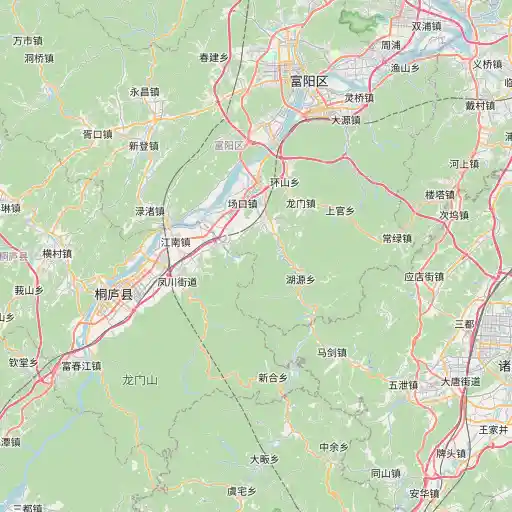 双浦镇
万市镇
周浦
洞桥镇
春建乡
渔山乡
义桥镇
富阳区
永昌镇
灵桥镇
戴村镇
大源镇
胥口镇
新登镇
富阳区
河上镇
环山乡
楼塔镇
场口镇
龙门镇
上官乡
渌渚镇
次坞镇
江南镇
常绿镇
横村镇
桐庐县
应店街镇
凤川街道
湖源乡
莪山乡
桐庐县
三都
马剑镇
钦堂乡
富春江镇
龙门山
新合乡
五泄镇
大唐街道
王家井
中余乡
大畈乡
牌头镇
同山镇
虞宅乡
安华镇
三都镇